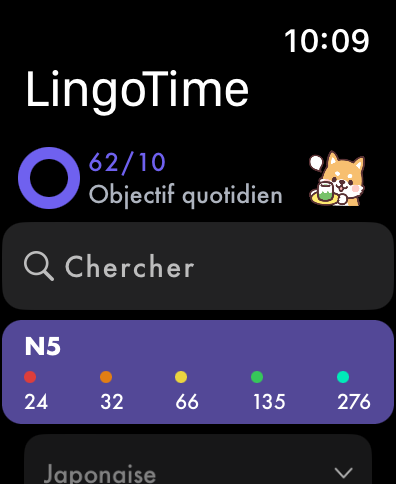 10:09
LingoTime
62/10
Objectif quotidien
Chercher
N5
24 32 66 135 276
Japonaise